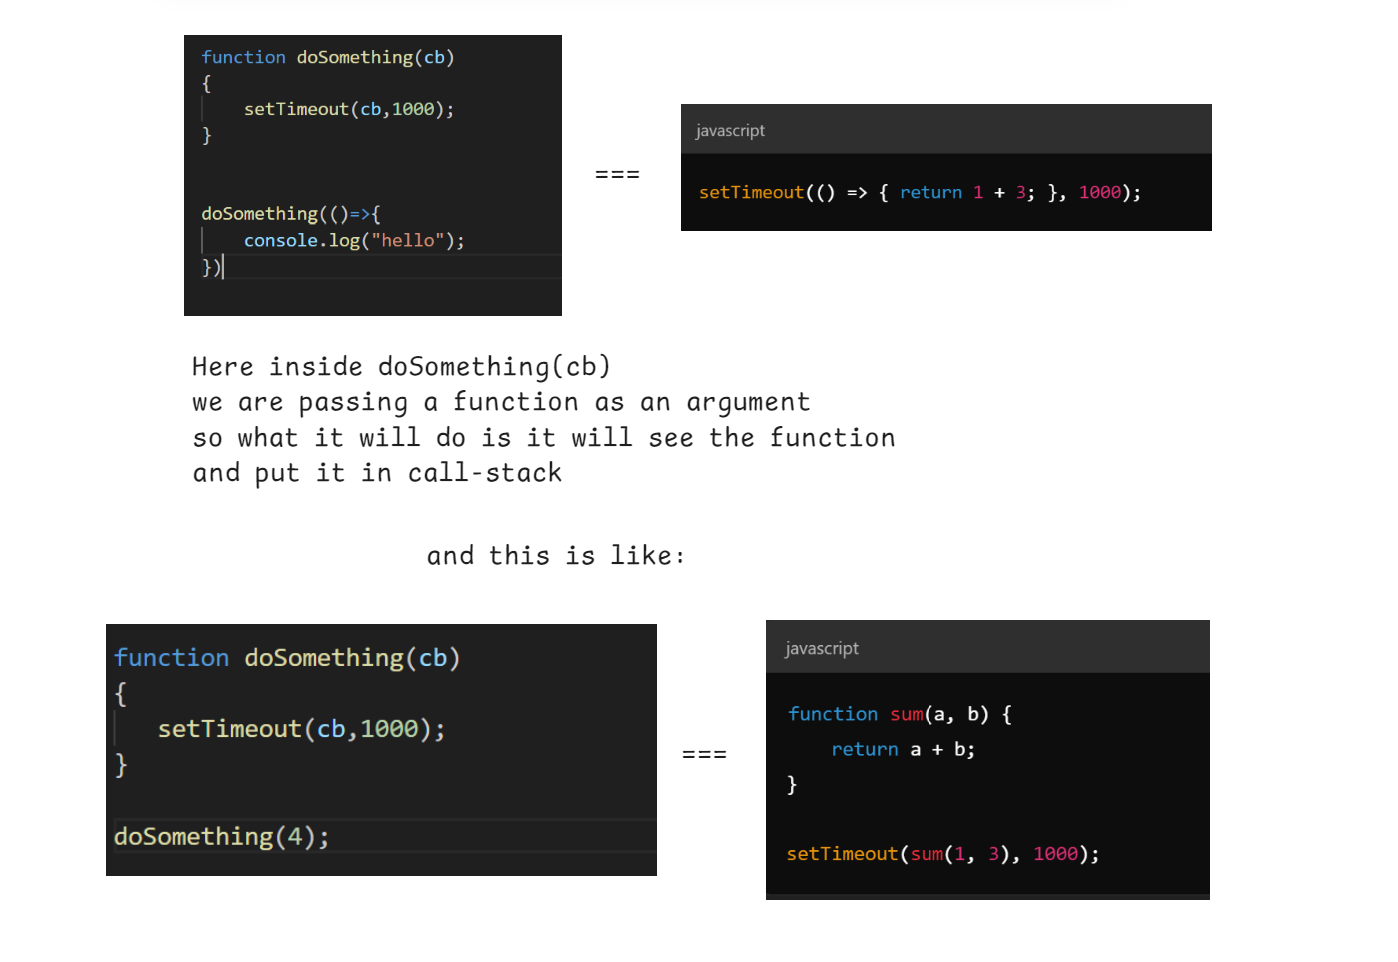 function doSomething(cb)
{
    setTimeout(cb,1000);
}
doSomething(()=>{
    console.log("hello");
})
===
javascript
setTimeout(() => { return 1 + 3; }, 1000);
Here inside doSomething(cb)
we are passing a function as an argument
so what it will do is it will see the function
and put it in call-stack
and this is like:
function doSomething(cb)
{
   setTimeout(cb,1000);
}
doSomething(4);
===
javascript
function sum(a, b) {
    return a + b;
}
setTimeout(sum(1, 3), 1000);